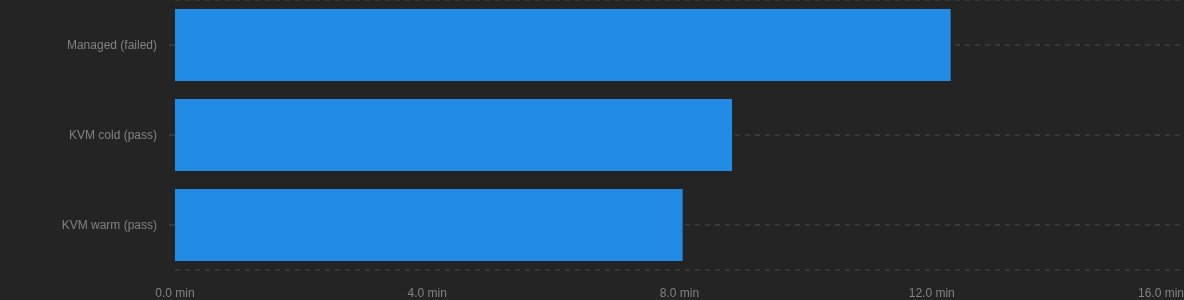 Managed (failed)
KVM cold (pass)
KVM warm (pass)
0.0 min 4.0 min 8.0 min 12.0 min 16.0 min